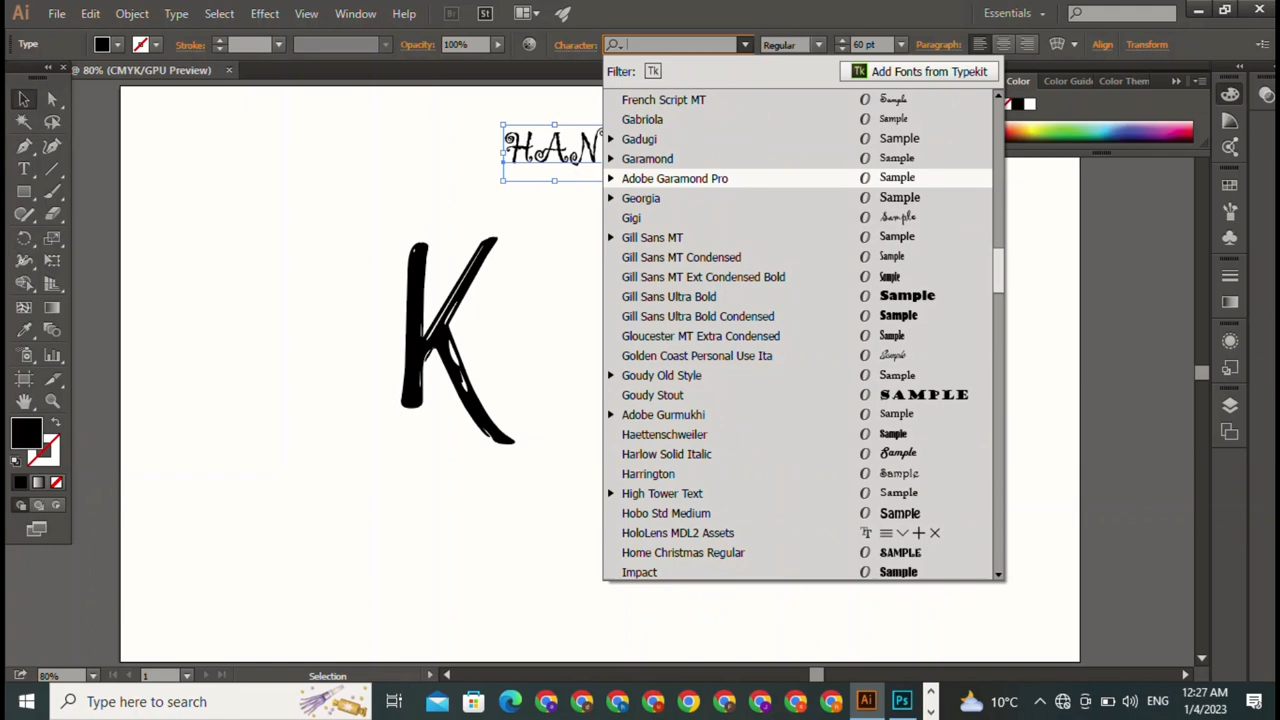 Ai File Edit Object Type Select Effect View Window Help Br St Essentials
Type Stroke: Opacity: 100% Character: Regular 60 pt Paragraph: Align Transform
@ 80% (CMYK/GPU Preview)
Filter: Tk Tk Add Fonts from Typekit
Color Color Guide Color Them
French Script MT Sample
Gabriola Sample
Gadugi Sample
Garamond Sample
Adobe Garamond Pro Sample
Georgia Sample
Gigi Sample
Gill Sans MT Sample
Gill Sans MT Condensed Sample
Gill Sans MT Ext Condensed Bold Sample
Gill Sans Ultra Bold Sample
Gill Sans Ultra Bold Condensed Sample
Gloucester MT Extra Condensed Sample
Golden Coast Personal Use Ita Sample
Goudy Old Style Sample
Goudy Stout SAMPLE
Adobe Gurmukhi Sample
Haettenschweiler Sample
Harlow Solid Italic Sample
Harrington Sample
High Tower Text Sample
Hobo Std Medium Sample
HoloLens MDL2 Assets
Home Christmas Regular SAMPLE
Impact Sample
HAN
K
80% 1 Selection
Type here to search Ai Ps 10°C ENG 12:27 AM
1/4/2023